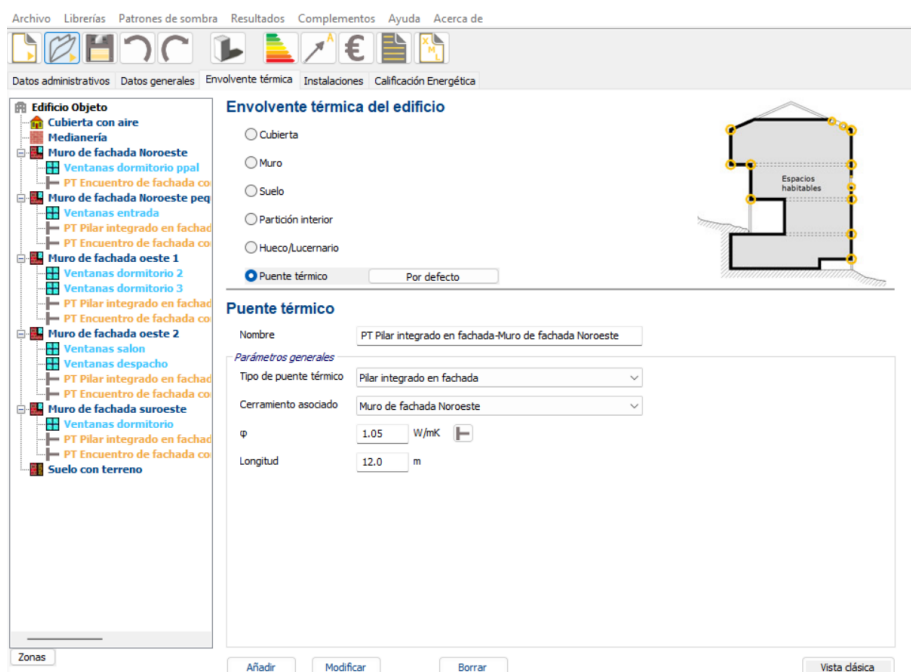 Archivo Librerías Patrones de sombra Resultados Complementos Ayuda Acerca de
Datos administrativos Datos generales Envolvente térmica Instalaciones Calificación Energética
Edificio Objeto
Cubierta con aire
Medianería
Muro de fachada Noroeste
Ventanas dormitorio ppal
PT Encuentro de fachada co
Muro de fachada Noroeste peq
Ventanas entrada
PT Pilar integrado en fachad
PT Encuentro de fachada co
Muro de fachada oeste 1
Ventanas dormitorio 2
Ventanas dormitorio 3
PT Pilar integrado en fachad
PT Encuentro de fachada co
Muro de fachada oeste 2
Ventanas salon
Ventanas despacho
PT Pilar integrado en fachad
PT Encuentro de fachada co
Muro de fachada suroeste
Ventanas dormitorio
PT Pilar integrado en fachad
PT Encuentro de fachada co
Suelo con terreno
Zonas
Envolvente térmica del edificio
Cubierta
Muro
Suelo
Partición interior
Hueco/Lucernario
Puente térmico Por defecto
Espacios
habitables
Puente térmico
Nombre PT Pilar integrado en fachada-Muro de fachada Noroeste
Parámetros generales
Tipo de puente térmico Pilar integrado en fachada
Cerramiento asociado Muro de fachada Noroeste
φ 1.05 W/mK
Longitud 12.0 m
Añadir Modificar Borrar Vista clásica